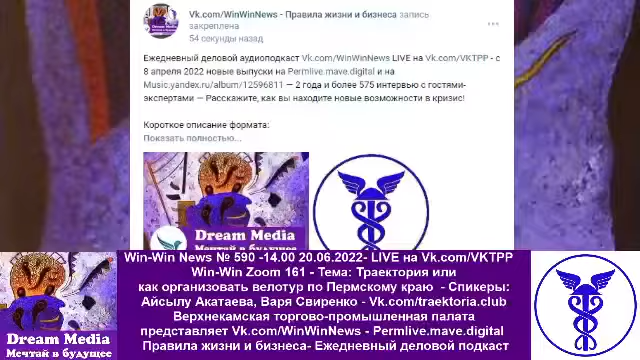 Vk.com/WinWinNews - Правила жизни и бизнеса запись
закреплена
54 секунды назад
Ежедневный деловой аудиоподкаст Vk.com/WinWinNews LIVE на Vk.com/VKTPP - с
8 апреля 2022 новые выпуски на Permlive.mave.digital и на
Music.yandex.ru/album/12596811 — 2 года и более 575 интервью с гостями-
экспертами — Расскажите, как вы находите новые возможности в кризис!
Короткое описание формата:
Показать полностью...
Dream Media
Мечтай в будущее
Win-Win News № 590 -14.00 20.06.2022- LIVE на Vk.com/VKTPP
Win-Win Zoom 161 - Тема: Траектория или
как организовать велотур по Пермскому краю - Спикеры:
Айсылу Акатаева, Варя Свиренко - Vk.com/traektoria.club
Верхнекамская торгово-промышленная палата
представляет Vk.com/WinWinNews - Permlive.mave.digital
Правила жизни и бизнеса- Ежедневный деловой подкаст
Dream Media
Мечтай в будущее